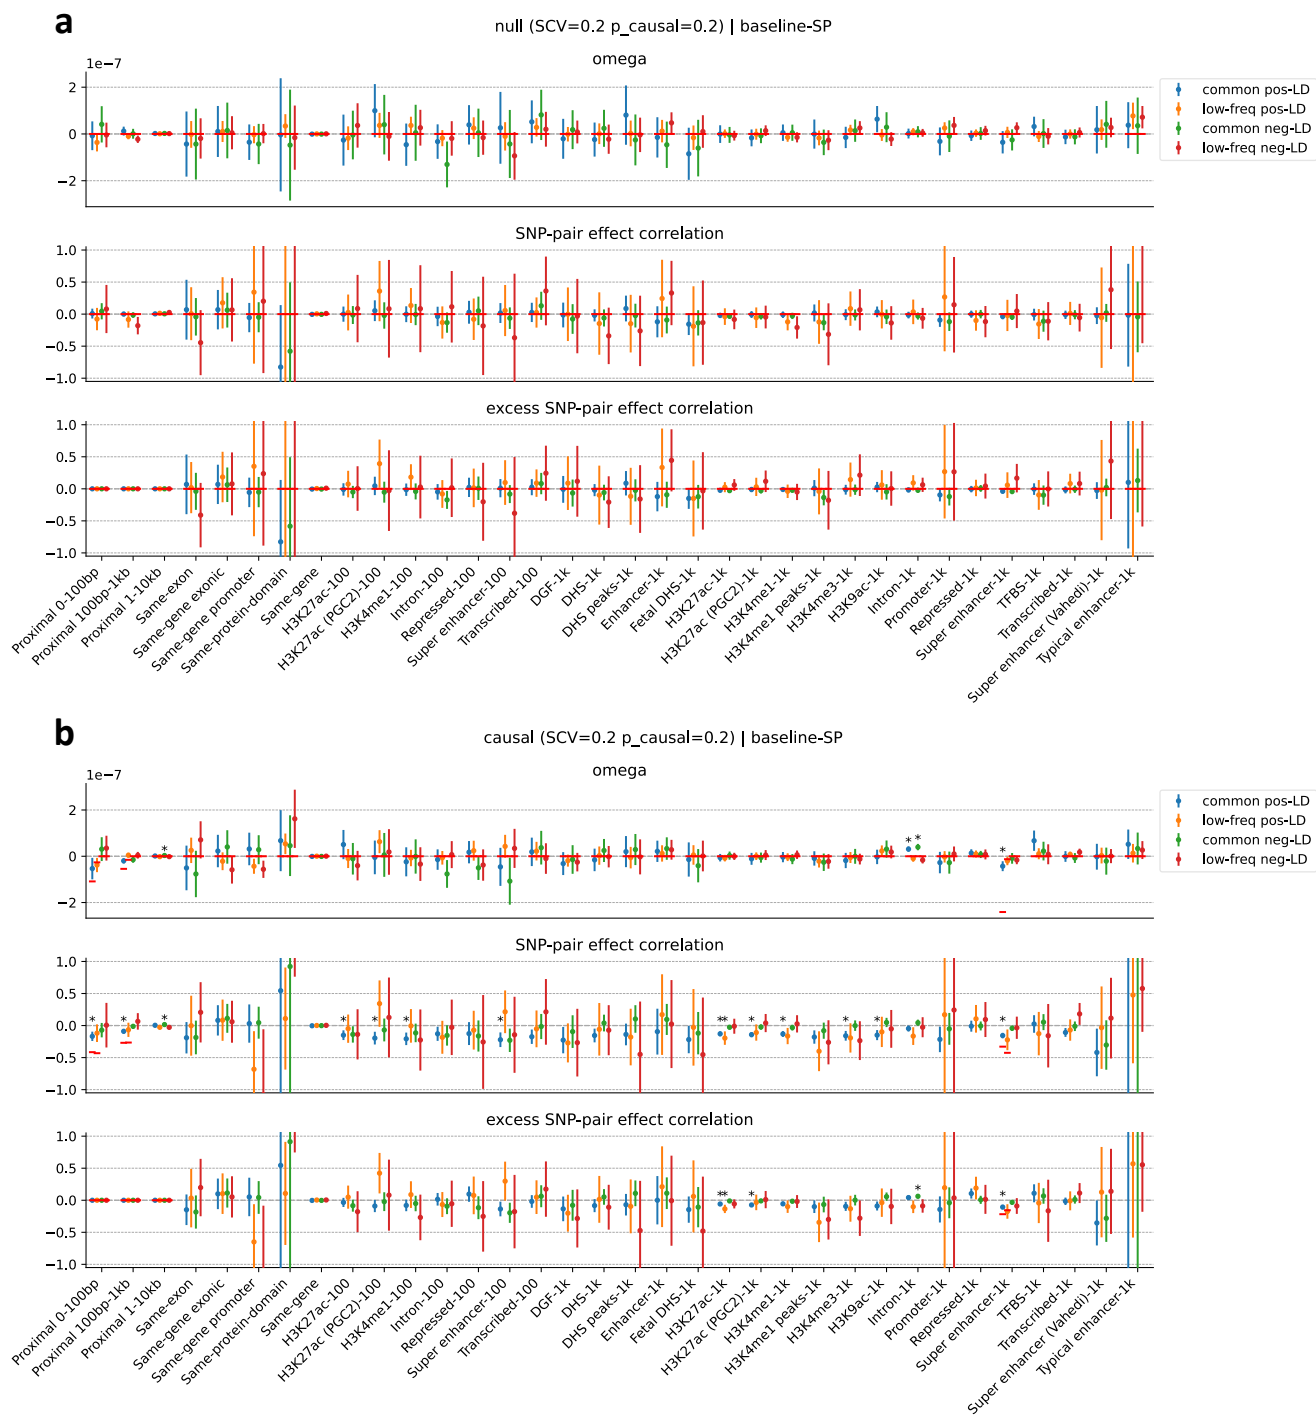 a
null (SCV=0.2 p_causal=0.2) | baseline-SP
omega
1e−7
2
0
−2
common pos-LD
low-freq pos-LD
common neg-LD
low-freq neg-LD
SNP-pair effect correlation
1.0
0.5
0.0
−0.5
−1.0
excess SNP-pair effect correlation
1.0
0.5
0.0
−0.5
−1.0
Proximal 0-100bp
Proximal 100bp-1kb
Proximal 1-10kb
Same-exon
Same-gene exonic
Same-gene promoter
Same-protein-domain
Same-gene
H3K27ac-100
H3K27ac (PGC2)-100
H3K4me1-100
Intron-100
Repressed-100
Super enhancer-100
Transcribed-100
DGF-1k
DHS-1k
DHS peaks-1k
Enhancer-1k
Fetal DHS-1k
H3K27ac-1k
H3K27ac (PGC2)-1k
H3K4me1-1k
H3K4me1 peaks-1k
H3K4me3-1k
H3K9ac-1k
Intron-1k
Promoter-1k
Repressed-1k
Super enhancer-1k
TFBS-1k
Transcribed-1k
Super enhancer (Vahedi)-1k
Typical enhancer-1k
b
causal (SCV=0.2 p_causal=0.2) | baseline-SP
omega
1e−7
2
0
−2
* * * *
common pos-LD
low-freq pos-LD
common neg-LD
low-freq neg-LD
SNP-pair effect correlation
1.0
0.5
0.0
−0.5
−1.0
* * * * * * ** * * * * *
excess SNP-pair effect correlation
1.0
0.5
0.0
−0.5
−1.0
** * * *
Proximal 0-100bp
Proximal 100bp-1kb
Proximal 1-10kb
Same-exon
Same-gene exonic
Same-gene promoter
Same-protein-domain
Same-gene
H3K27ac-100
H3K27ac (PGC2)-100
H3K4me1-100
Intron-100
Repressed-100
Super enhancer-100
Transcribed-100
DGF-1k
DHS-1k
DHS peaks-1k
Enhancer-1k
Fetal DHS-1k
H3K27ac-1k
H3K27ac (PGC2)-1k
H3K4me1-1k
H3K4me1 peaks-1k
H3K4me3-1k
H3K9ac-1k
Intron-1k
Promoter-1k
Repressed-1k
Super enhancer-1k
TFBS-1k
Transcribed-1k
Super enhancer (Vahedi)-1k
Typical enhancer-1k